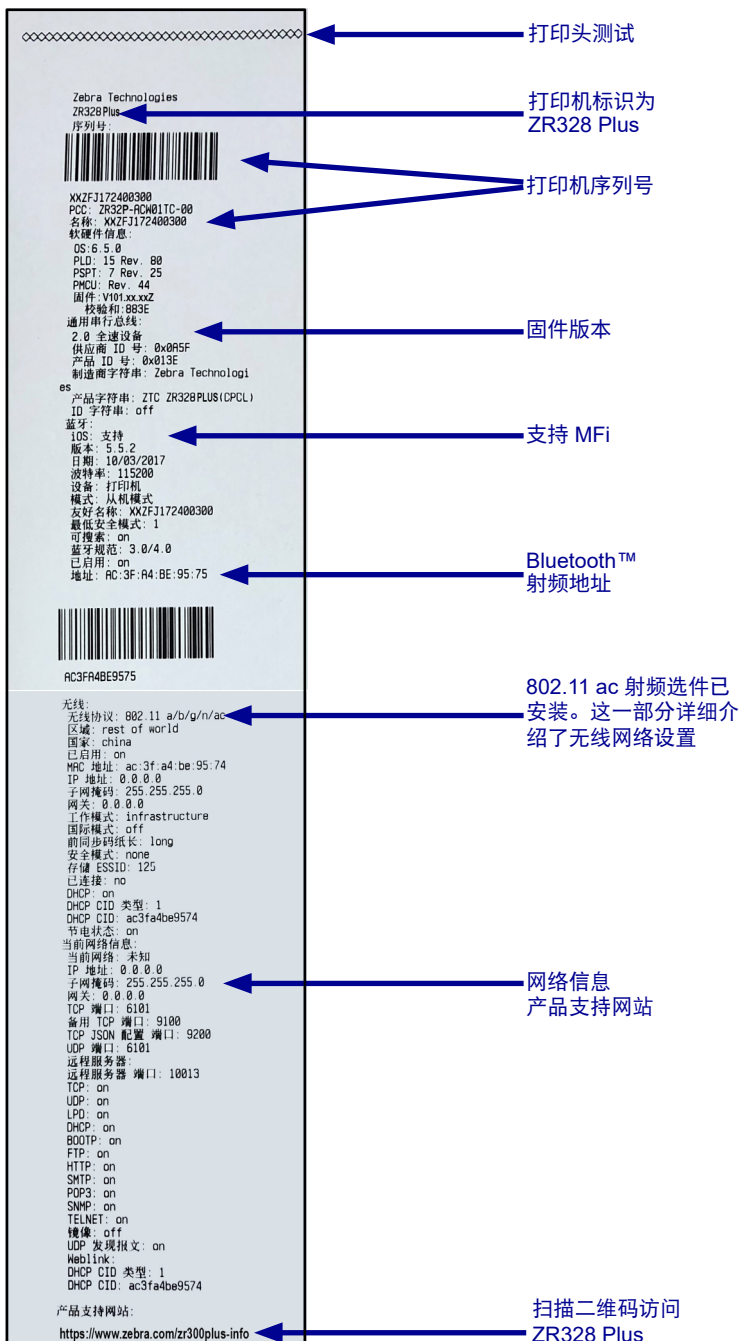 打印头测试
Zebra Technologies
ZR328 Plus
打印机标识为
ZR328 Plus
序列号:
打印机序列号
XXZFJ172400300
PCC: ZR32P-ACW01TC-00
名称: XXZFJ172400300
软硬件信息:
OS:6.5.0
PLD: 15 Rev. 80
PSPT: 7 Rev. 25
PMCU: Rev. 44
固件:V101.xx.xxZ
校验和:883E
通用串行总线:
2.0 全速设备
固件版本
供应商 ID 号: 0x0A5F
产品 ID 号: 0x013E
制造商字符串: Zebra Technologi
es
产品字符串: ZTC ZR328PLUS(CPCL)
ID 字符串: off
蓝牙:
iOS: 支持
支持 MFi
版本: 5.5.2
日期: 10/03/2017
波特率: 115200
设备: 打印机
模式: 从机模式
友好名称: XXZFJ172400300
最低安全模式: 1
可搜索: on
蓝牙规范: 3.0/4.0
已启用: on
地址: AC:3F:A4:BE:95:75
Bluetooth™
射频地址
AC3FA4BE9575
无线:
无线协议: 802.11 a/b/g/n/ac
802.11 ac 射频选件已
安装。这一部分详细介
绍了无线网络设置
区域: rest of world
国家: china
已启用: on
MAC 地址: ac:3f:a4:be:95:74
IP 地址: 0.0.0.0
子网掩码: 255.255.255.0
网关: 0.0.0.0
工作模式: infrastructure
国际模式: off
前同步码纸长: long
安全模式: none
存储 ESSID: 125
已连接: no
DHCP: on
DHCP CID 类型: 1
DHCP CID: ac3fa4be9574
节电状态: on
当前网络信息:
当前网络: 未知
IP 地址: 0.0.0.0
子网掩码: 255.255.255.0
网络信息
产品支持网站
网关: 0.0.0.0
TCP 端口: 6101
备用 TCP 端口: 9100
TCP JSON 配置 端口: 9200
UDP 端口: 6101
远程服务器:
远程服务器 端口: 10013
TCP: on
UDP: on
LPD: on
DHCP: on
BOOTP: on
FTP: on
HTTP: on
SMTP: on
POP3: on
SNMP: on
TELNET: on
镜像: off
UDP 发现报文: on
Weblink:
DHCP CID 类型: 1
DHCP CID: ac3fa4be9574
产品支持网站:
https://www.zebra.com/zr300plus-info
扫描二维码访问
ZR328 Plus